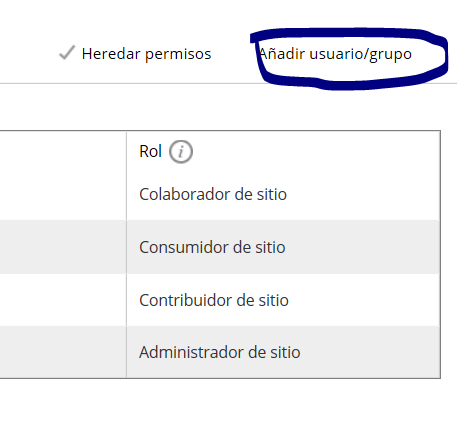 Heredar permisos Añadir usuario/grupo
Rol
Colaborador de sitio
Consumidor de sitio
Contribuidor de sitio
Administrador de sitio